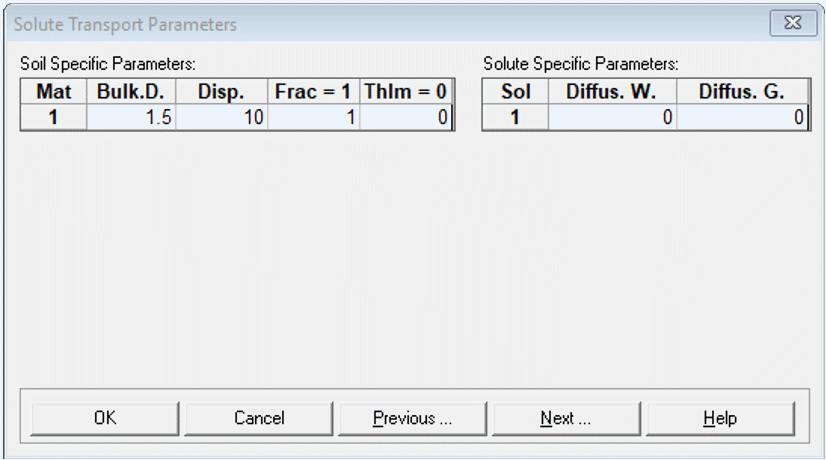 Solute Transport Parameters
Soil Specific Parameters:
Mat Bulk.D. Disp. Frac = 1 ThIm = 0
1 1.5 10 1 0
Solute Specific Parameters:
Sol Diffus. W. Diffus. G.
1 0 0
OK Cancel Previous ... Next ... Help